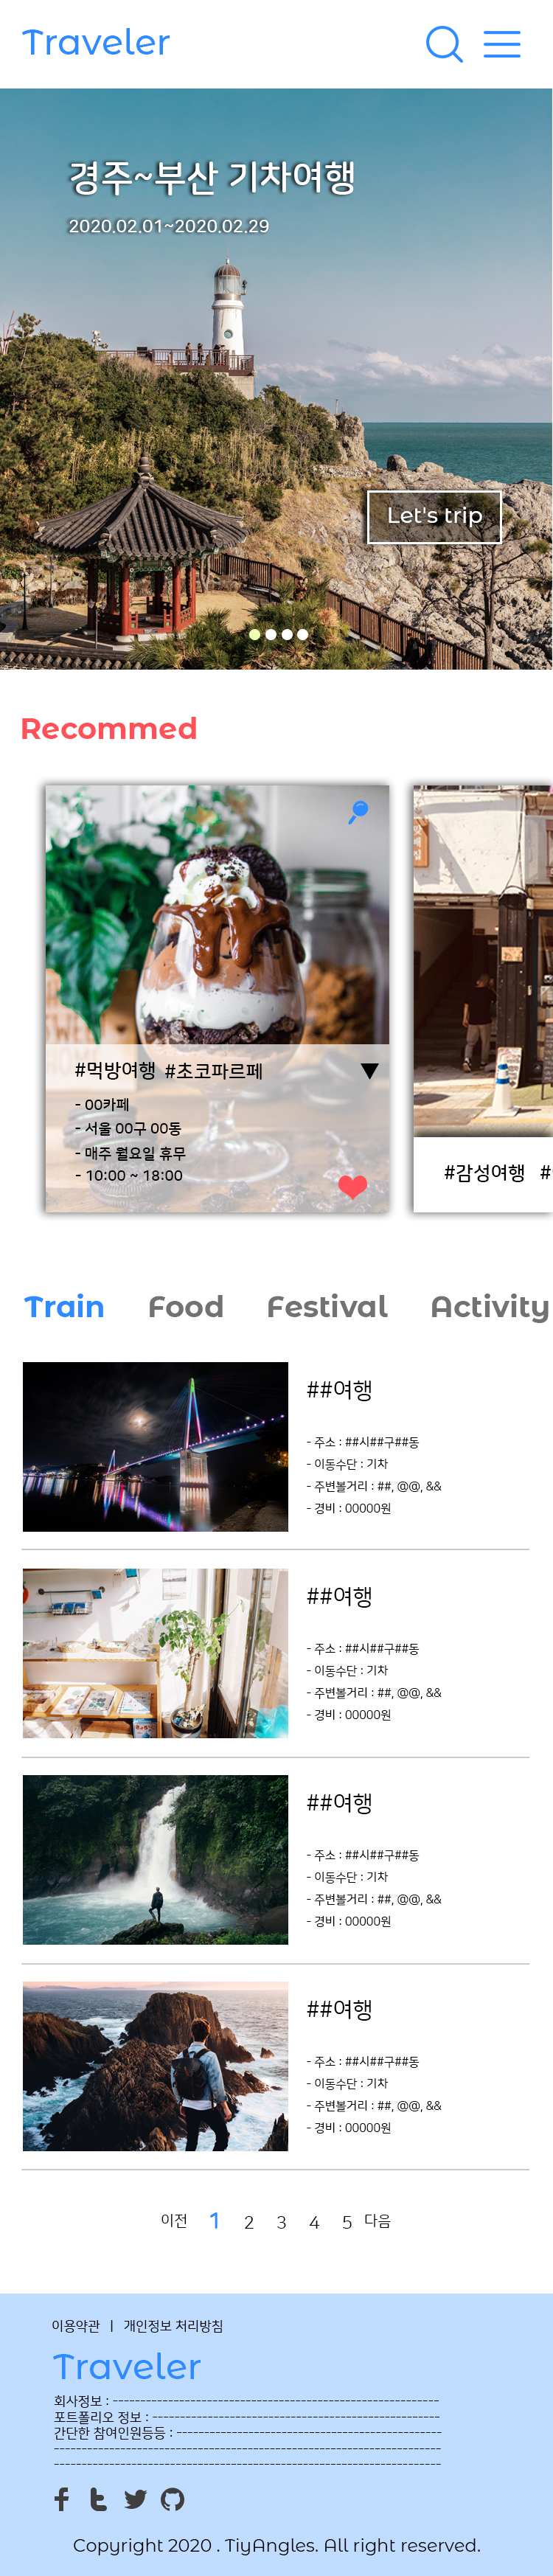 Traveler
경주~부산 기차여행
2020.02.01~2020.02.29
Let's trip
Recommed
#먹방여행 #초코파르페
- 00카페
- 서울 00구 00동
- 매주 월요일 휴무
- 10:00 ~ 18:00
#감성여행 #
Train Food Festival Activity
##여행
- 주소 : ##시##구##동
- 이동수단 : 기차
- 주변볼거리 : ##, @@, &&
- 경비 : 00000원
##여행
- 주소 : ##시##구##동
- 이동수단 : 기차
- 주변볼거리 : ##, @@, &&
- 경비 : 00000원
##여행
- 주소 : ##시##구##동
- 이동수단 : 기차
- 주변볼거리 : ##, @@, &&
- 경비 : 00000원
##여행
- 주소 : ##시##구##동
- 이동수단 : 기차
- 주변볼거리 : ##, @@, &&
- 경비 : 00000원
이전 1 2 3 4 5 다음
이용약관 | 개인정보 처리방침
Traveler
회사정보 : -----------------------------------------------------------
포트폴리오 정보 : ----------------------------------------------------
간단한 참여인원등등 : ------------------------------------------------
----------------------------------------------------------------------
----------------------------------------------------------------------
Copyright 2020 . TiyAngles. All right reserved.